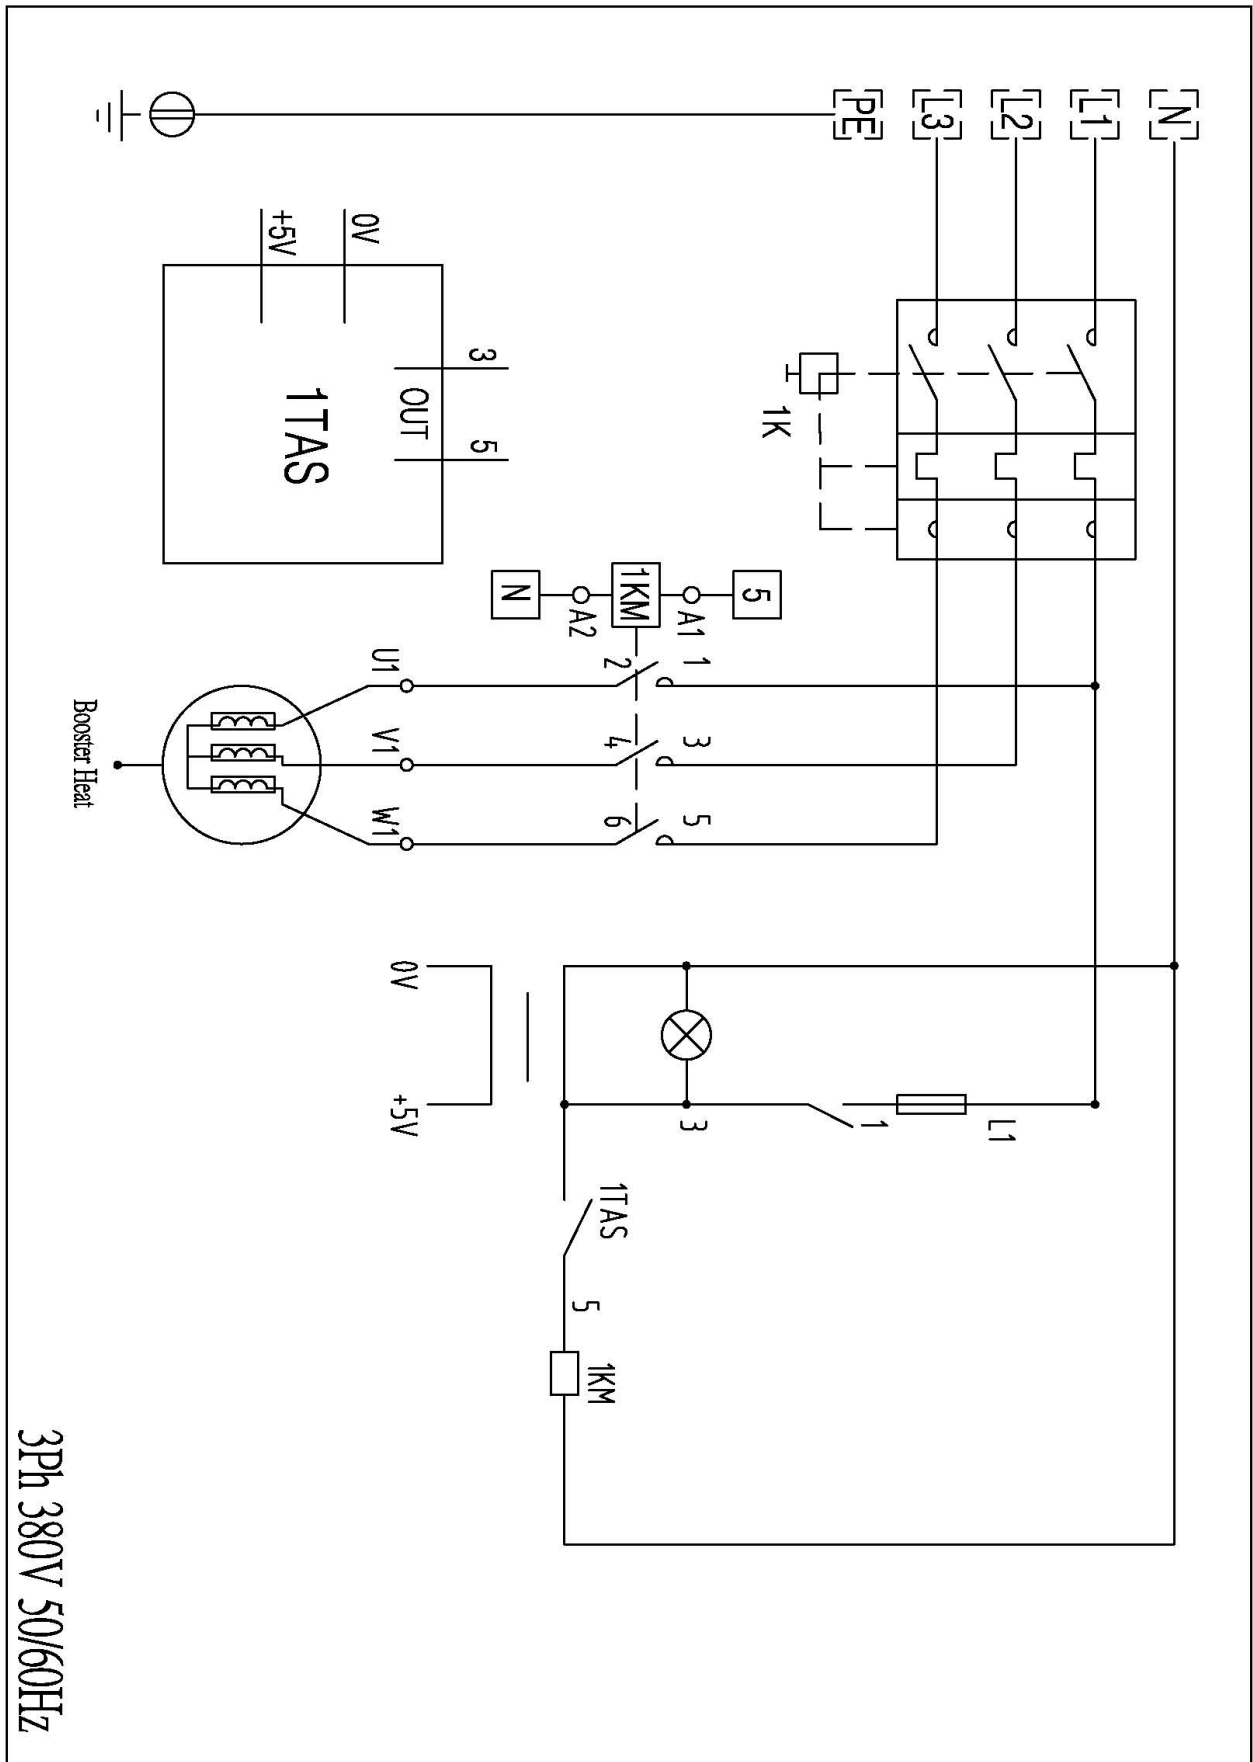 N
L1
L2
L3
PE
L1
1
1K
5
A1
1 3 5
3
1KM
2 4 6
1TAS
1KM
5
A2
N
3 5
OUT
0V
+5V
1TAS
U1 V1 W1
0V +5V
Booster Heat
3Ph 380V 50/60Hz